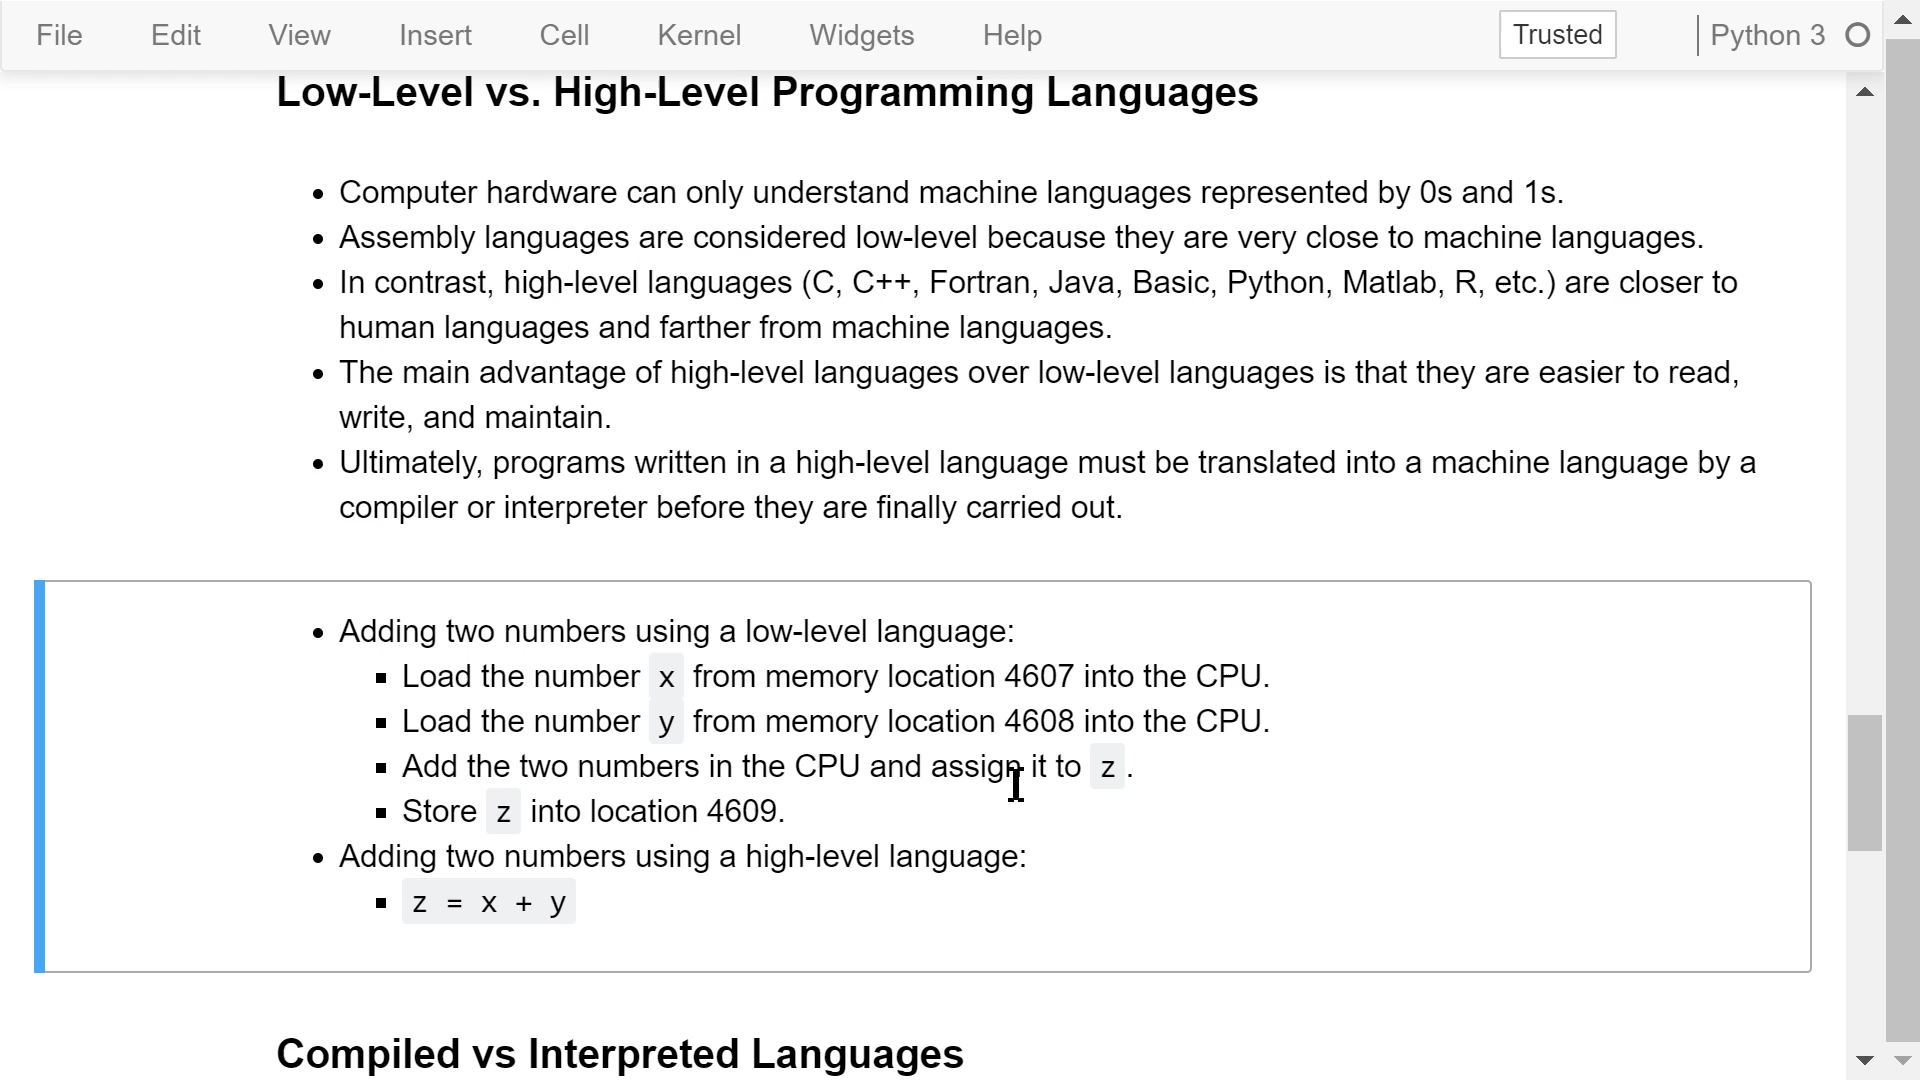 File Edit View Insert Cell Kernel Widgets Help Trusted Python 3
Low-Level vs. High-Level Programming Languages
Computer hardware can only understand machine languages represented by 0s and 1s.
Assembly languages are considered low-level because they are very close to machine languages.
In contrast, high-level languages (C, C++, Fortran, Java, Basic, Python, Matlab, R, etc.) are closer to
human languages and farther from machine languages.
The main advantage of high-level languages over low-level languages is that they are easier to read,
write, and maintain.
Ultimately, programs written in a high-level language must be translated into a machine language by a
compiler or interpreter before they are finally carried out.
Adding two numbers using a low-level language:
Load the number x from memory location 4607 into the CPU.
Load the number y from memory location 4608 into the CPU.
Add the two numbers in the CPU and assign it to z .
Store z into location 4609.
Adding two numbers using a high-level language:
z = x + y
Compiled vs Interpreted Languages